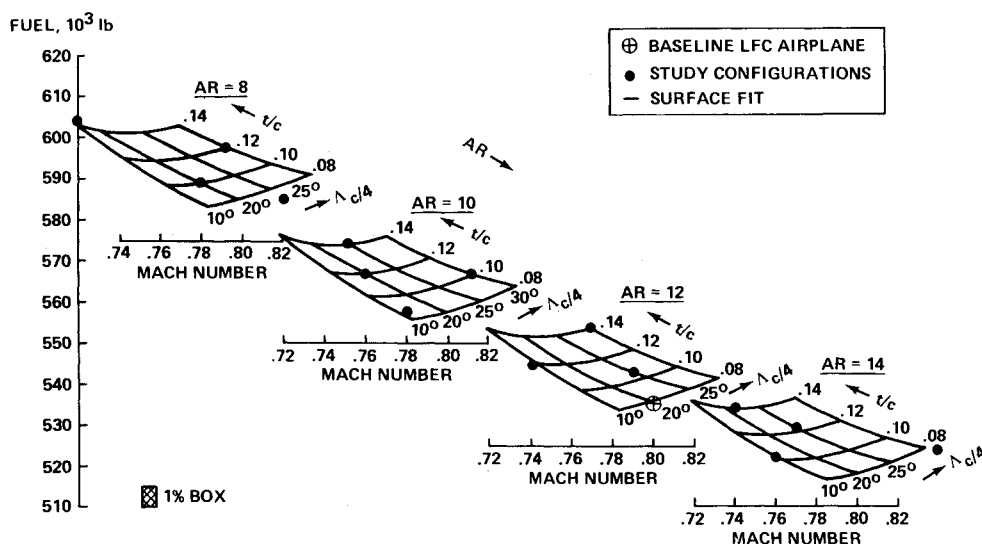 FUEL, 10³ lb
620
610
600
590
580
570
560
550
540
530
520
510
⊕ BASELINE LFC AIRPLANE
● STUDY CONFIGURATIONS
— SURFACE FIT
AR = 8
t/c
.14
.12
.10
.08
10° 20° 25°
Λc/4
.74 .76 .78 .80 .82
MACH NUMBER
AR
AR = 10
t/c
.14
.12
.10
.08
10° 20° 25° 30°
Λc/4
.72 .74 .76 .78 .80 .82
MACH NUMBER
AR = 12
t/c
.14
.12
.10
.08
10° 20° 25°
Λc/4
.72 .74 .76 .78 .80 .82
MACH NUMBER
AR = 14
t/c
.14
.12
.10
.08
10° 20° 25°
Λc/4
.72 .74 .76 .78 .80 .82
MACH NUMBER
1% BOX